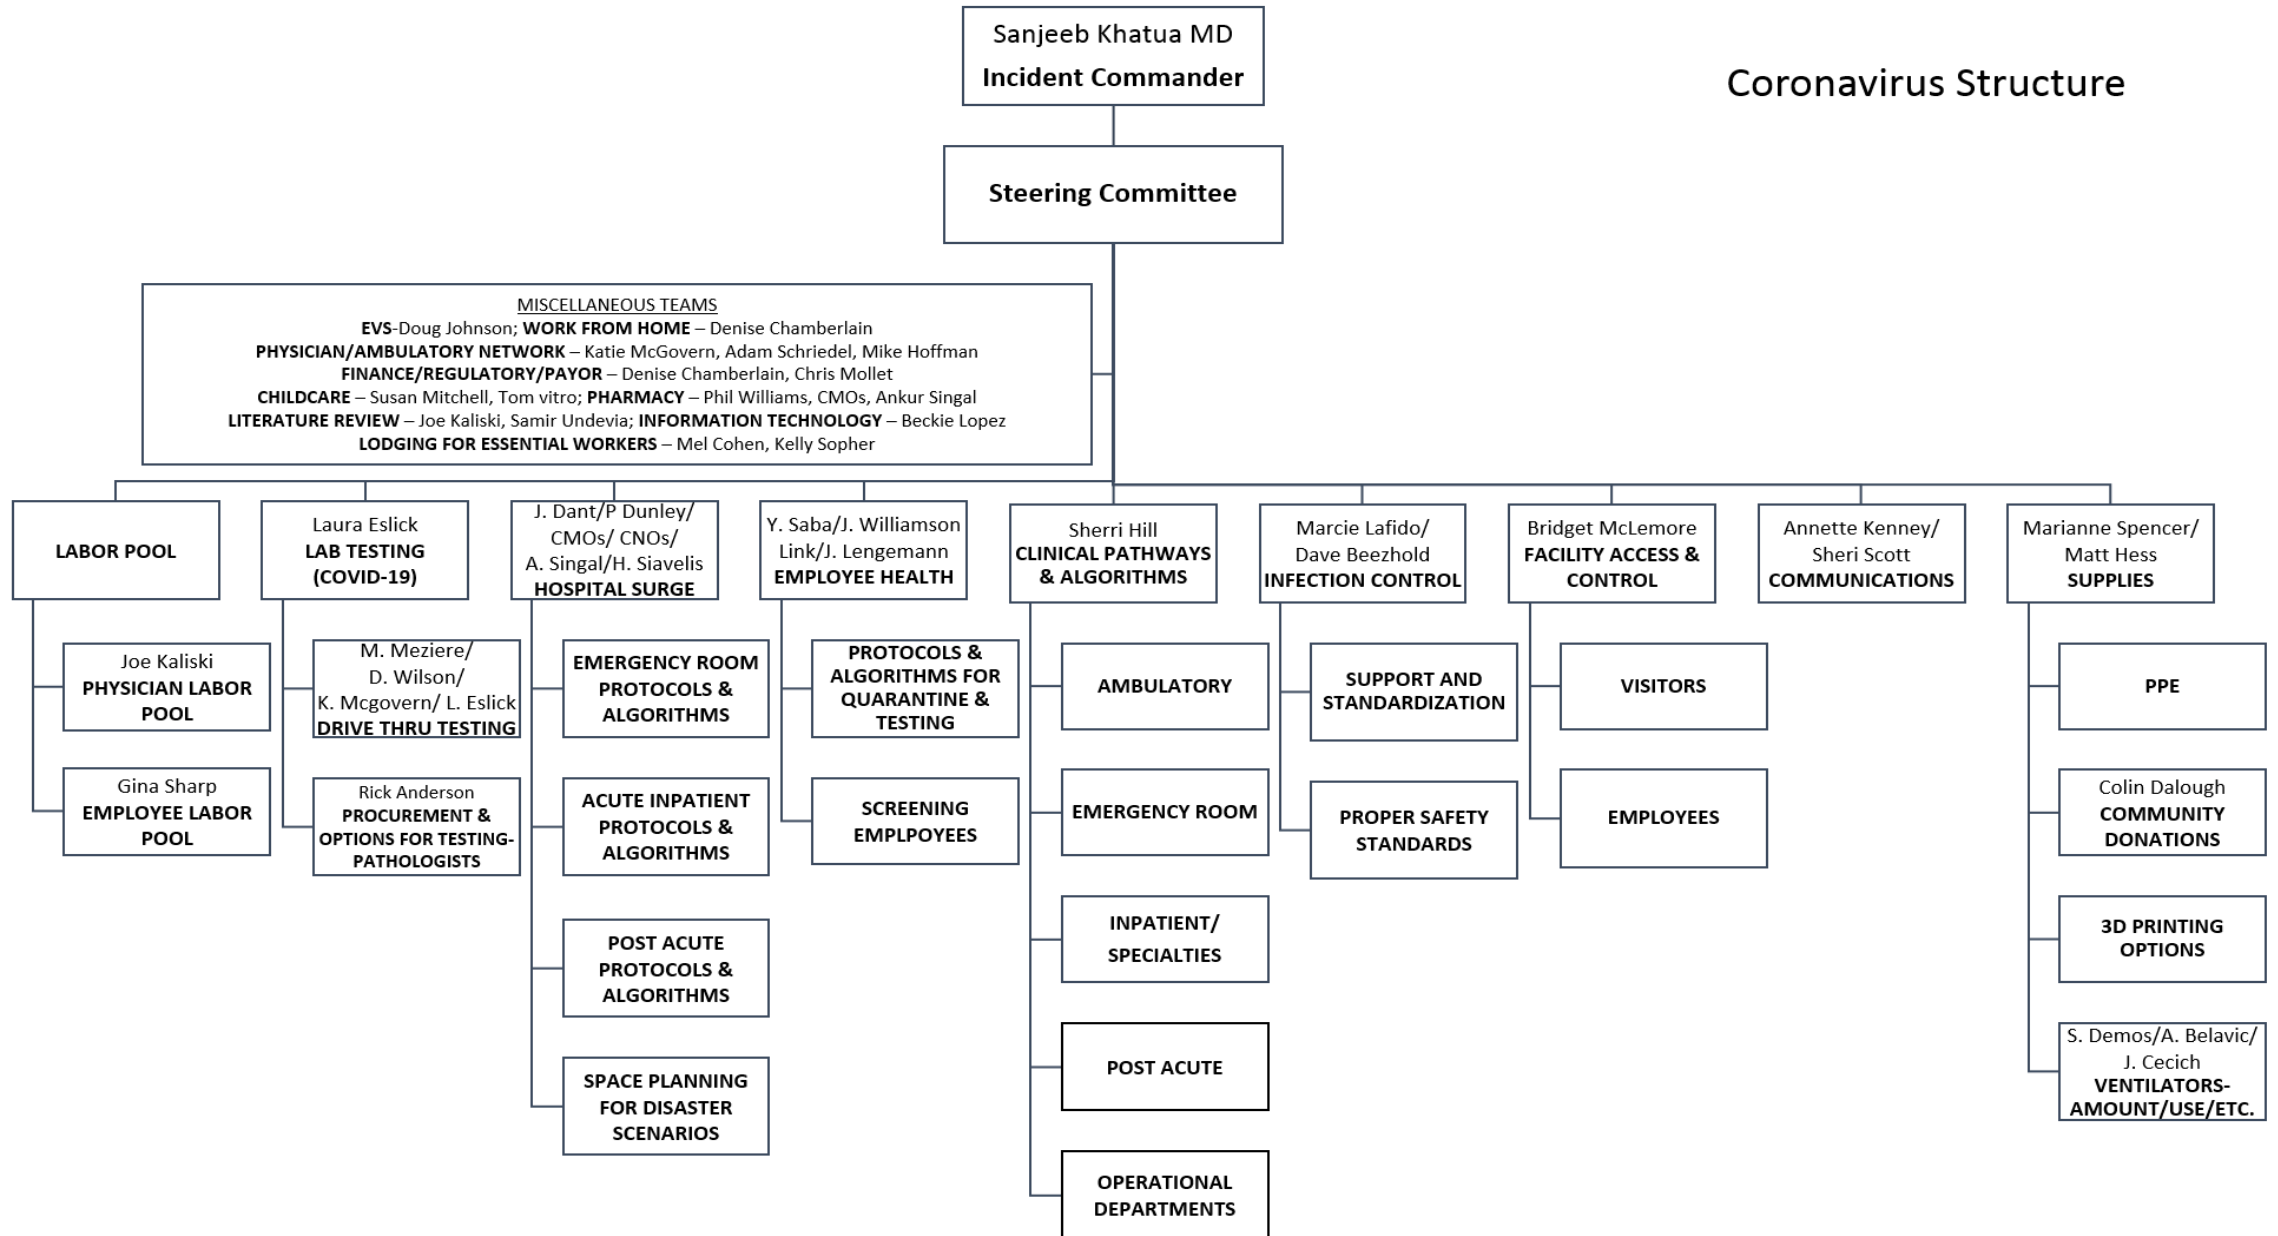 Sanjeeb Khatua MD
Incident Commander
Coronavirus Structure
Steering Committee
MISCELLANEOUS TEAMS
EVS-Doug Johnson; WORK FROM HOME – Denise Chamberlain
PHYSICIAN/AMBULATORY NETWORK – Katie McGovern, Adam Schriedel, Mike Hoffman
FINANCE/REGULATORY/PAYOR – Denise Chamberlain, Chris Mollet
CHILDCARE – Susan Mitchell, Tom vitro; PHARMACY – Phil Williams, CMOs, Ankur Singal
LITERATURE REVIEW – Joe Kaliski, Samir Undevia; INFORMATION TECHNOLOGY – Beckie Lopez
LODGING FOR ESSENTIAL WORKERS – Mel Cohen, Kelly Sopher
LABOR POOL
Joe Kaliski
PHYSICIAN LABOR
POOL
Gina Sharp
EMPLOYEE LABOR
POOL
Laura Eslick
LAB TESTING
(COVID-19)
M. Meziere/
D. Wilson/
K. Mcgovern/ L. Eslick
DRIVE THRU TESTING
Rick Anderson
PROCUREMENT &
OPTIONS FOR TESTING-
PATHOLOGISTS
J. Dant/P Dunley/
CMOs/ CNOs/
A. Singal/H. Siavelis
HOSPITAL SURGE
EMERGENCY ROOM
PROTOCOLS &
ALGORITHMS
ACUTE INPATIENT
PROTOCOLS &
ALGORITHMS
POST ACUTE
PROTOCOLS &
ALGORITHMS
SPACE PLANNING
FOR DISASTER
SCENARIOS
Y. Saba/J. Williamson
Link/J. Lengemann
EMPLOYEE HEALTH
PROTOCOLS &
ALGORITHMS FOR
QUARANTINE &
TESTING
SCREENING
EMPLPOYEES
Sherri Hill
CLINICAL PATHWAYS
& ALGORITHMS
AMBULATORY
EMERGENCY ROOM
INPATIENT/
SPECIALTIES
POST ACUTE
OPERATIONAL
DEPARTMENTS
Marcie Lafido/
Dave Beezhold
INFECTION CONTROL
SUPPORT AND
STANDARDIZATION
PROPER SAFETY
STANDARDS
Bridget McLemore
FACILITY ACCESS &
CONTROL
VISITORS
EMPLOYEES
Annette Kenney/
Sheri Scott
COMMUNICATIONS
Marianne Spencer/
Matt Hess
SUPPLIES
PPE
Colin Dalough
COMMUNITY
DONATIONS
3D PRINTING
OPTIONS
S. Demos/A. Belavic/
J. Cecich
VENTILATORS-
AMOUNT/USE/ETC.